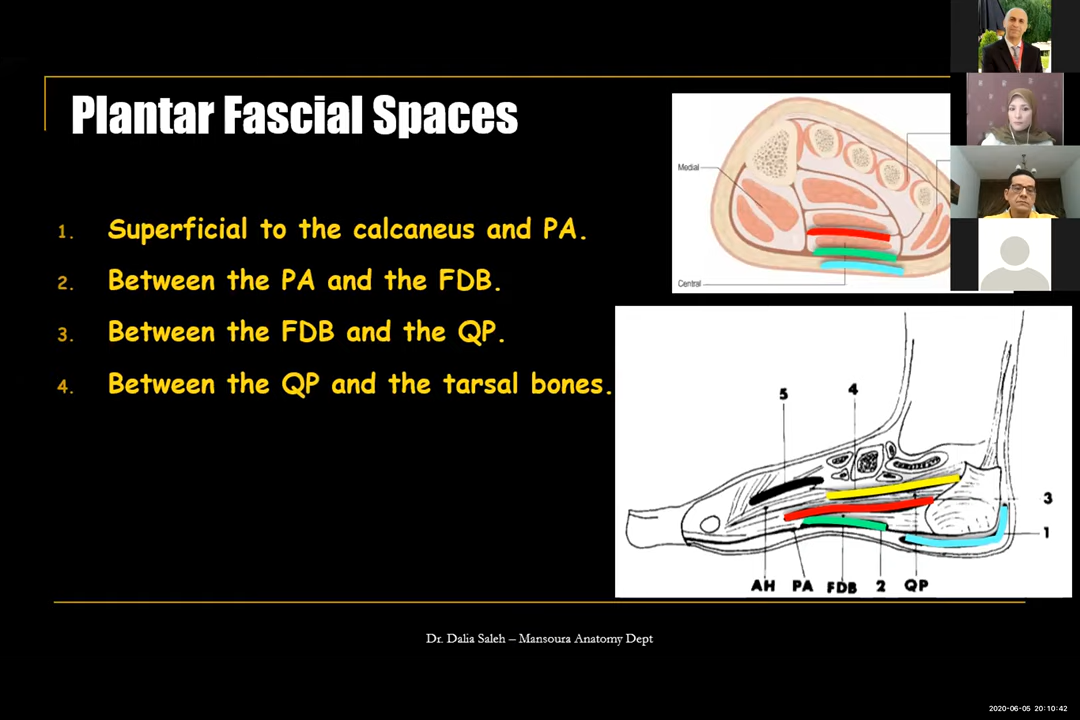 Plantar Fascial Spaces
1. Superficial to the calcaneus and PA.
2. Between the PA and the FDB.
3. Between the FDB and the QP.
4. Between the QP and the tarsal bones.
Medial
Central
5 4
3
1
AH PA FDB 2 QP
Dr. Dalia Saleh – Mansoura Anatomy Dept
2020-06-05 20:10:42